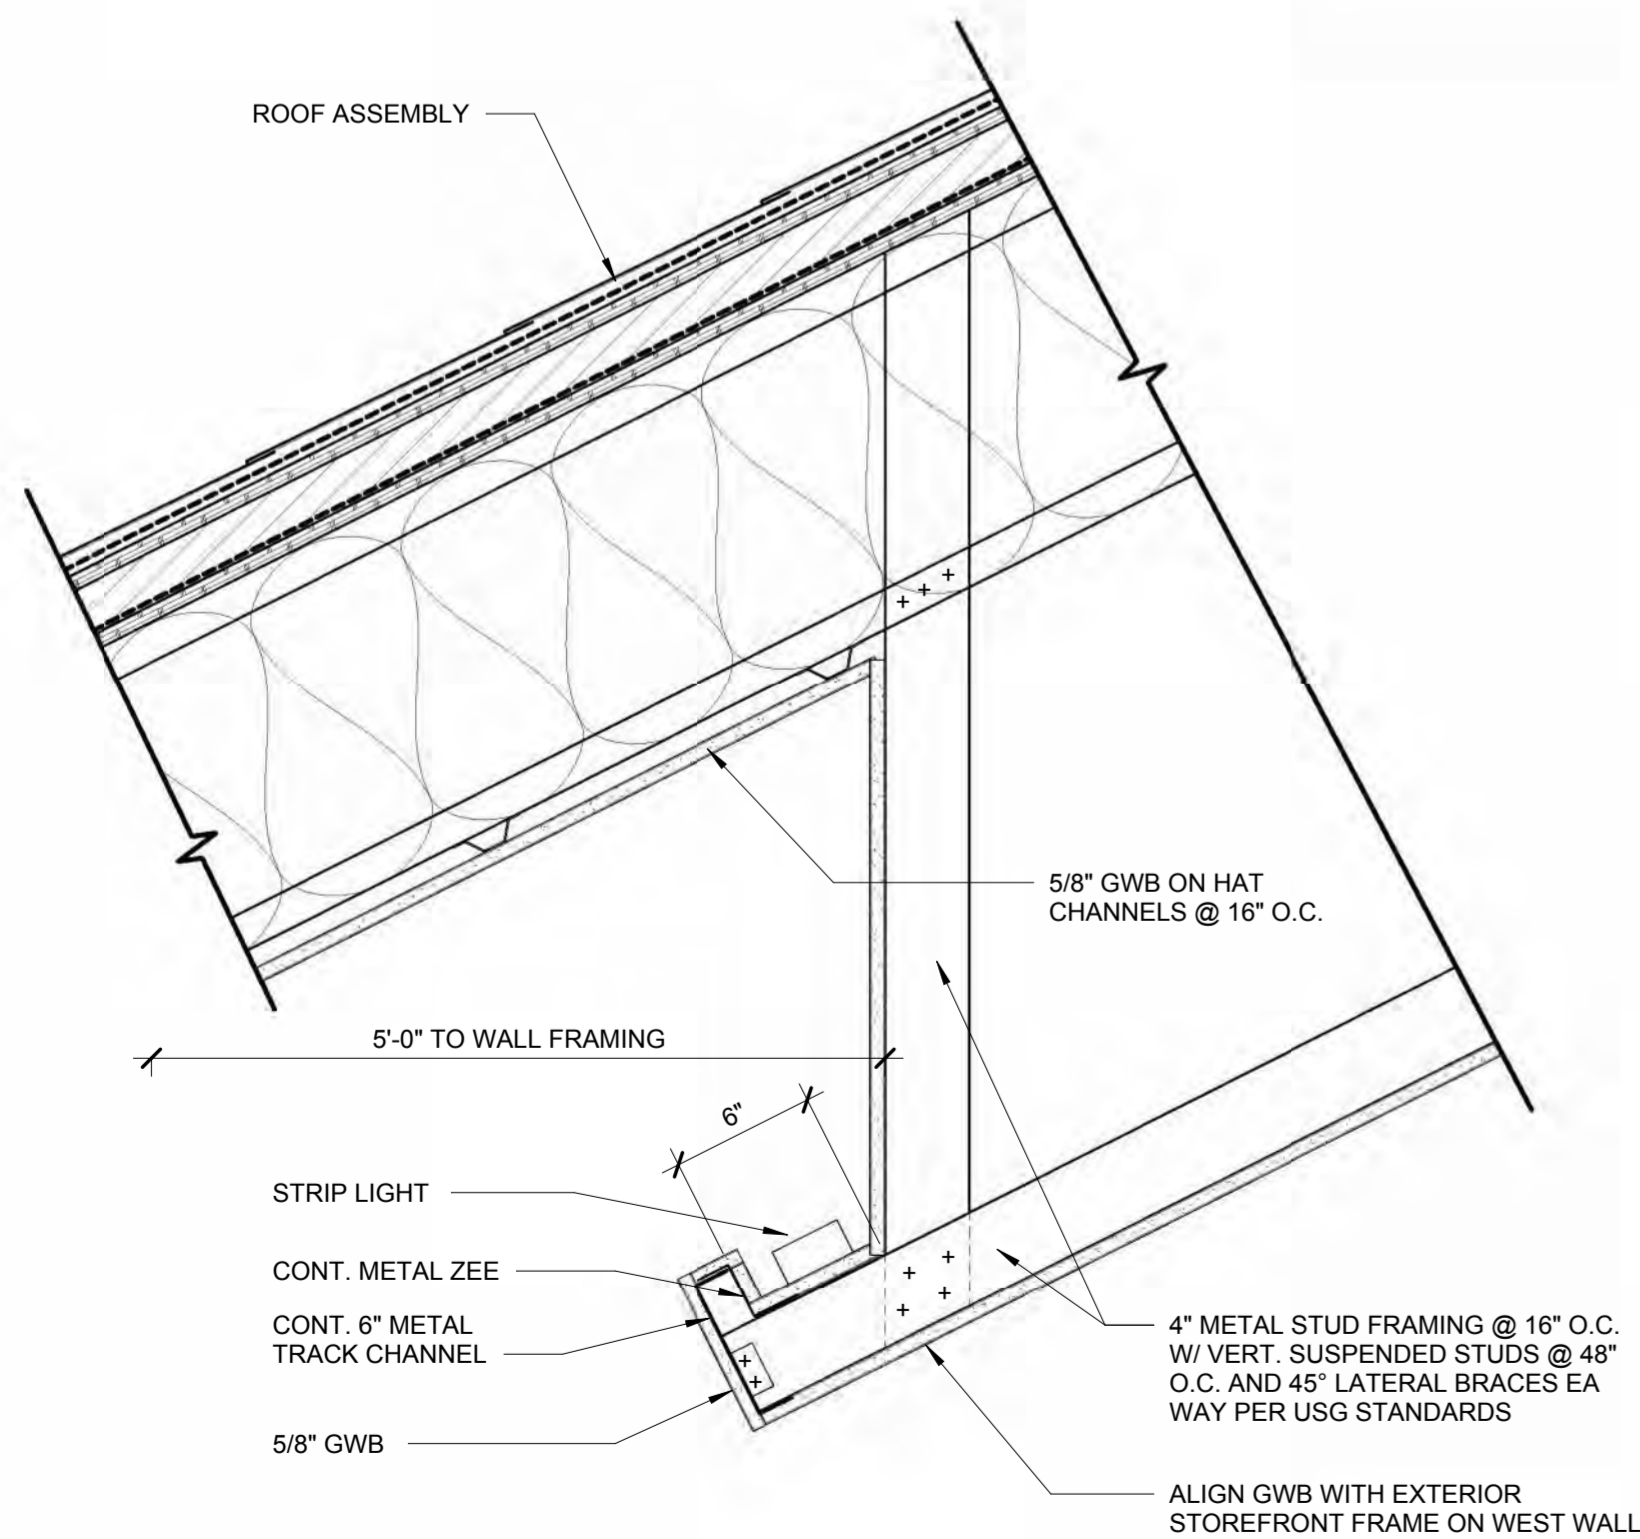 ROOF ASSEMBLY
5/8" GWB ON HAT
CHANNELS @ 16" O.C.
5'-0" TO WALL FRAMING
6"
STRIP LIGHT
CONT. METAL ZEE
CONT. 6" METAL
TRACK CHANNEL
5/8" GWB
4" METAL STUD FRAMING @ 16" O.C.
W/ VERT. SUSPENDED STUDS @ 48"
O.C. AND 45° LATERAL BRACES EA
WAY PER USG STANDARDS
ALIGN GWB WITH EXTERIOR
STOREFRONT FRAME ON WEST WALL